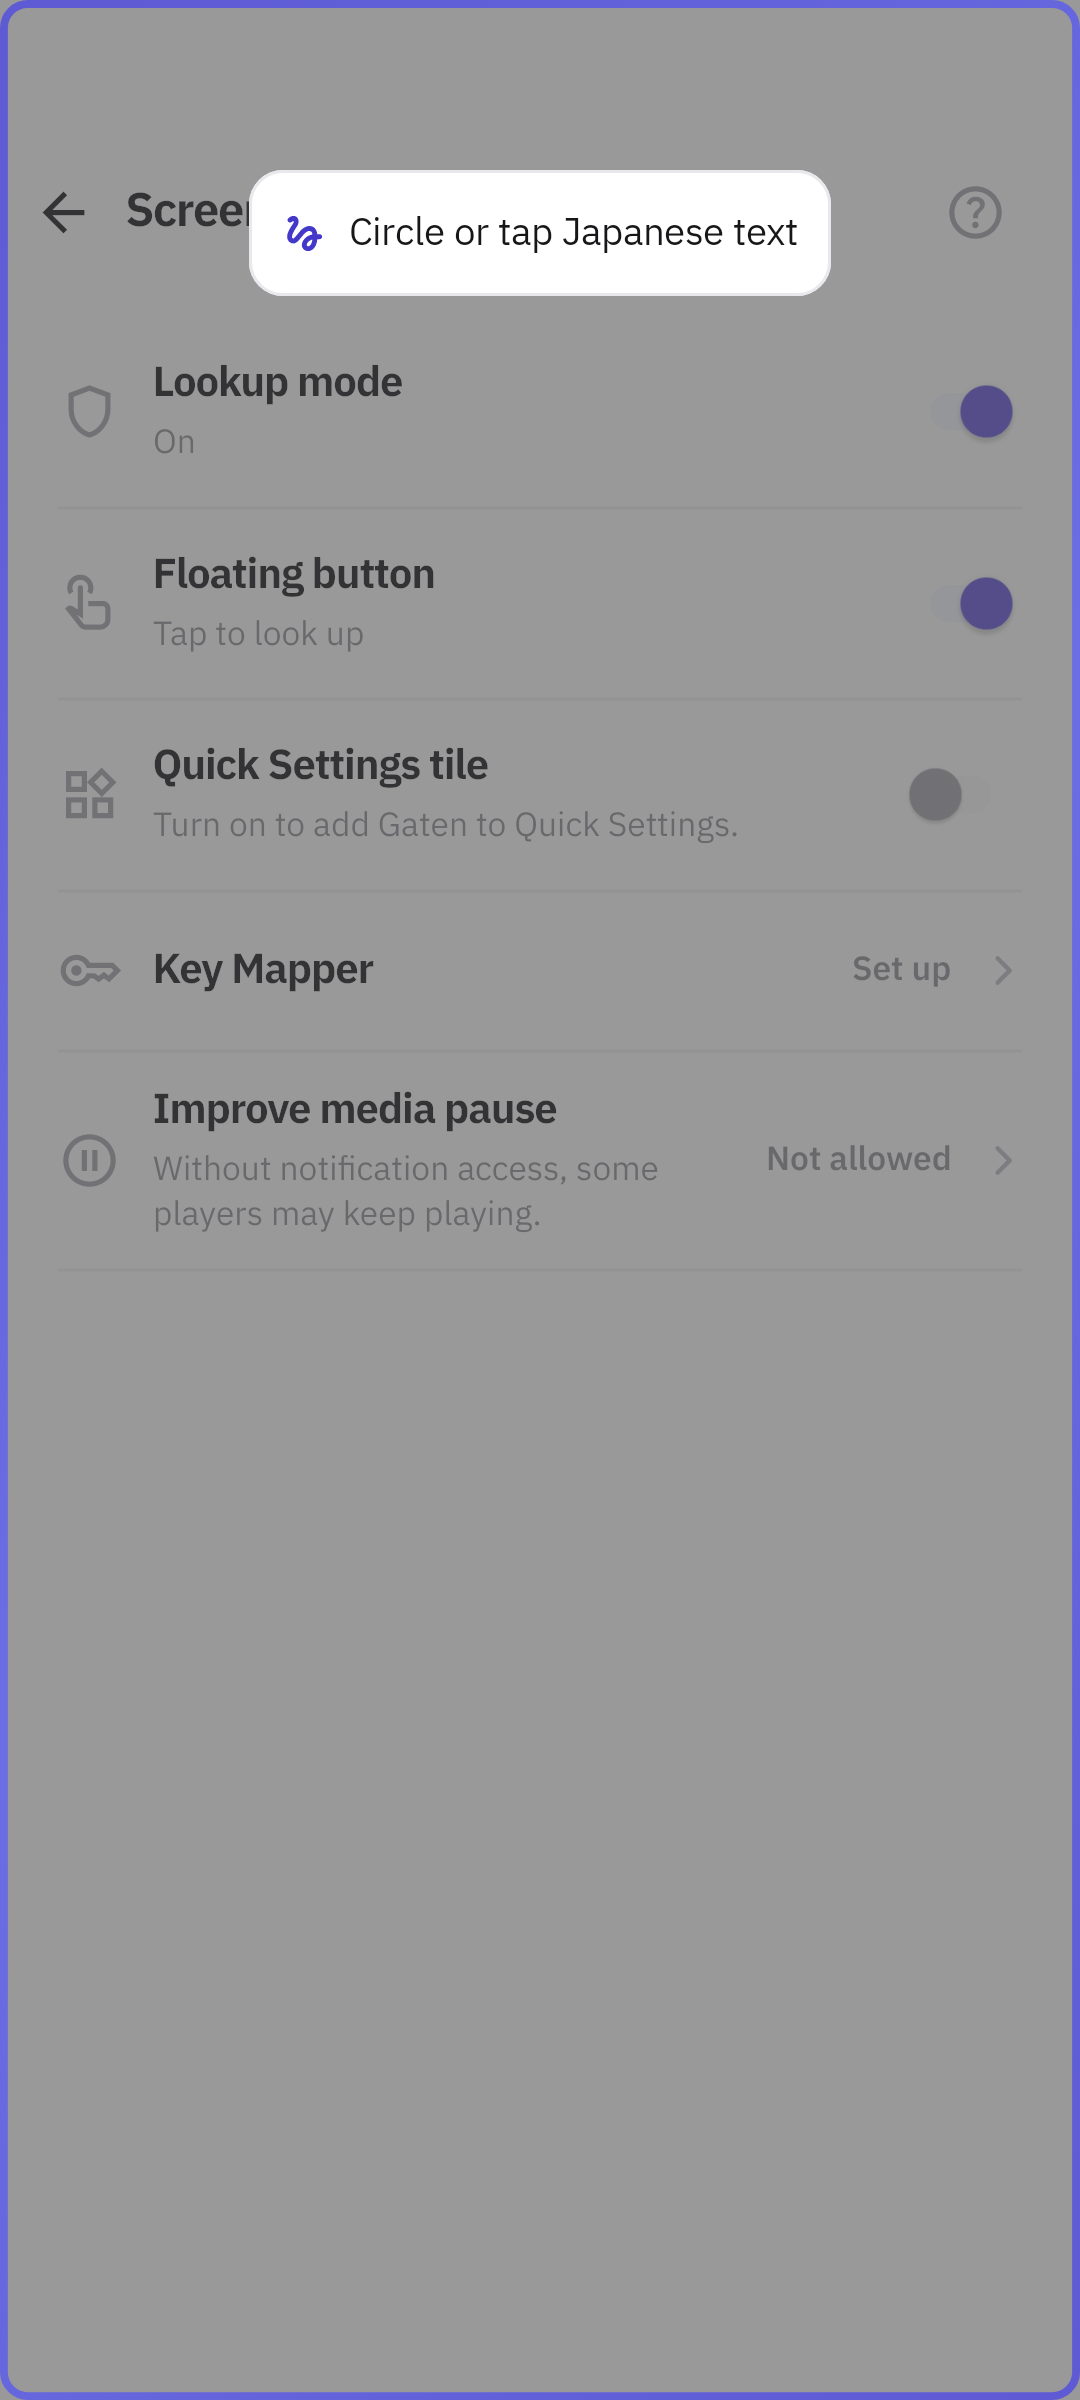 Screen
Circle or tap Japanese text
Lookup mode
On
Floating button
Tap to look up
Quick Settings tile
Turn on to add Gaten to Quick Settings.
Key Mapper
Set up
Improve media pause
Without notification access, some
players may keep playing.
Not allowed